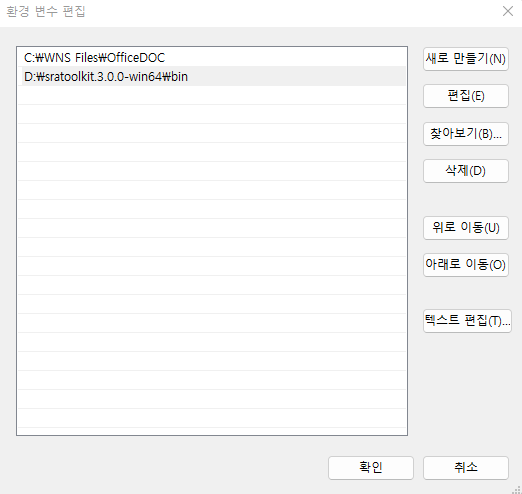 환경 변수 편집
C:₩WNS Files₩OfficeDOC
D:₩sratoolkit.3.0.0-win64₩bin
새로 만들기(N)
편집(E)
찾아보기(B)...
삭제(D)
위로 이동(U)
아래로 이동(O)
텍스트 편집(T)...
확인
취소